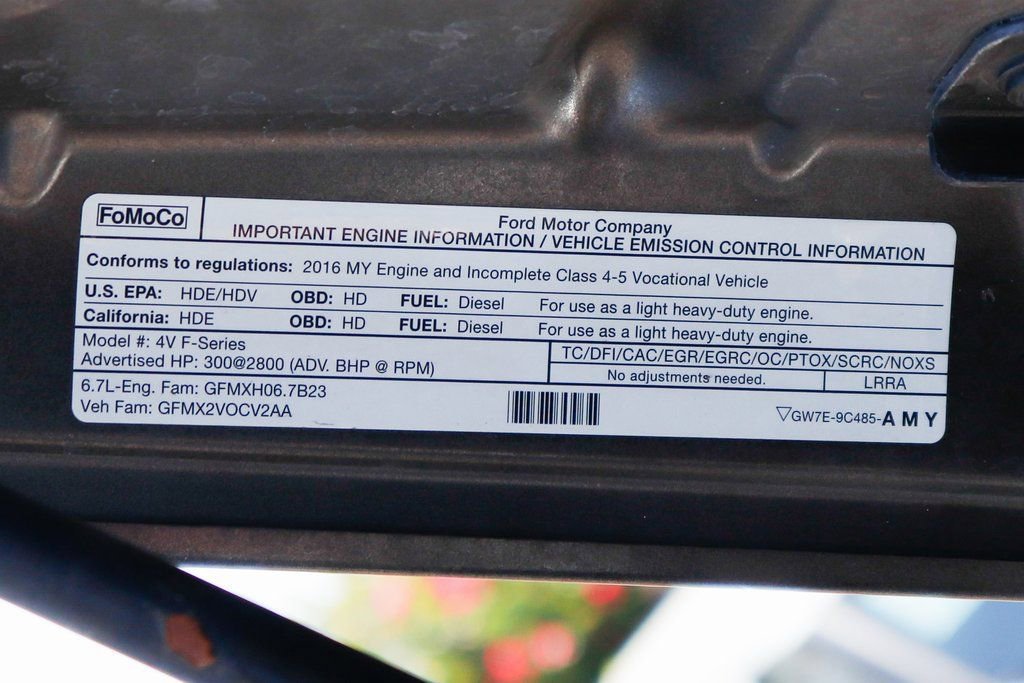 FoMoCo
Ford Motor Company
IMPORTANT ENGINE INFORMATION / VEHICLE EMISSION CONTROL INFORMATION
Conforms to regulations: 2016 MY Engine and Incomplete Class 4-5 Vocational Vehicle
U.S. EPA: HDE/HDV OBD: HD FUEL: Diesel For use as a light heavy-duty engine.
California: HDE OBD: HD FUEL: Diesel For use as a light heavy-duty engine.
Model #: 4V F-Series
Advertised HP: 300@2800 (ADV. BHP @ RPM)
TC/DFI/CAC/EGR/EGRC/OC/PTOX/SCRC/NOXS
No adjustments needed. LRRA
6.7L-Eng. Fam: GFMXH06.7B23
Veh Fam: GFMX2VOCV2AA
▽GW7E-9C485-AMY